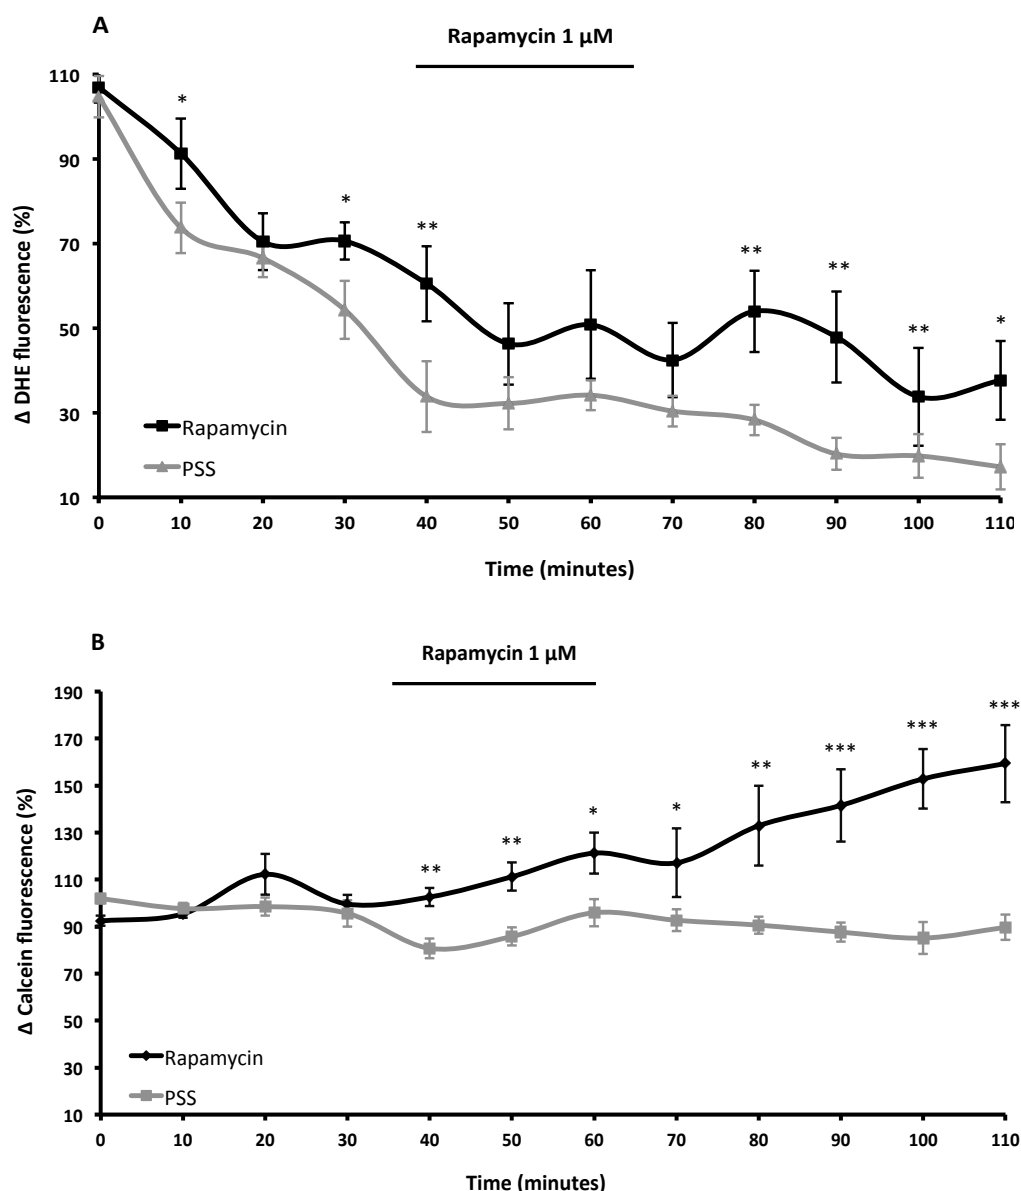 A
Rapamycin 1 µM
110
90
70
50
30
10
Δ DHE fluorescence (%)
*
*
**
**
**
**
*
Rapamycin
PSS
0 10 20 30 40 50 60 70 80 90 100 110
Time (minutes)
B
Rapamycin 1 µM
190
170
150
130
110
90
70
50
30
10
Δ Calcein fluorescence (%)
**
**
*
*
**
***
***
***
Rapamycin
PSS
0 10 20 30 40 50 60 70 80 90 100 110
Time (minutes)